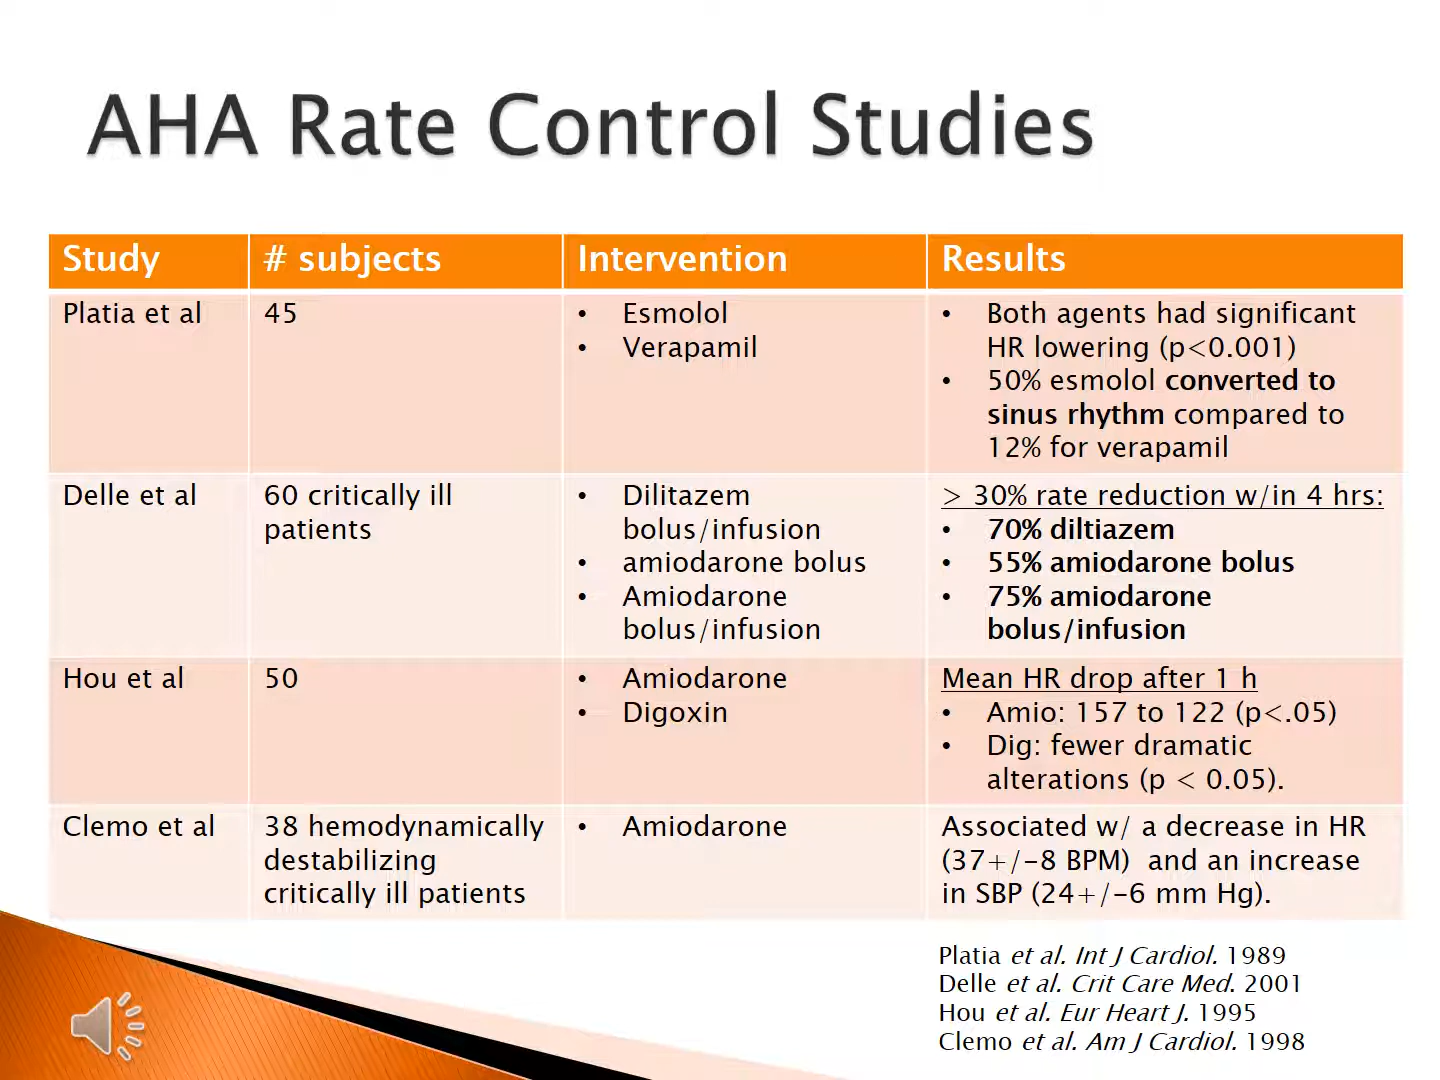 AHA Rate Control Studies
Study # subjects Intervention Results
Platia et al
45
• Esmolol
• Verapamil
• Both agents had significant
HR lowering (p<0.001)
• 50% esmolol converted to
sinus rhythm compared to
12% for verapamil
Delle et al
60 critically ill
patients
• Dilitazem
bolus/infusion
• amiodarone bolus
• Amiodarone
bolus/infusion
> 30% rate reduction w/in 4 hrs:
• 70% diltiazem
• 55% amiodarone bolus
• 75% amiodarone
bolus/infusion
Hou et al
50
• Amiodarone
• Digoxin
Mean HR drop after 1 h
• Amio: 157 to 122 (p<.05)
• Dig: fewer dramatic
alterations (p < 0.05).
Clemo et al
38 hemodynamically
destabilizing
critically ill patients
• Amiodarone
Associated w/ a decrease in HR
(37+/-8 BPM) and an increase
in SBP (24+/-6 mm Hg).
Platia et al. Int J Cardiol. 1989
Delle et al. Crit Care Med. 2001
Hou et al. Eur Heart J. 1995
Clemo et al. Am J Cardiol. 1998